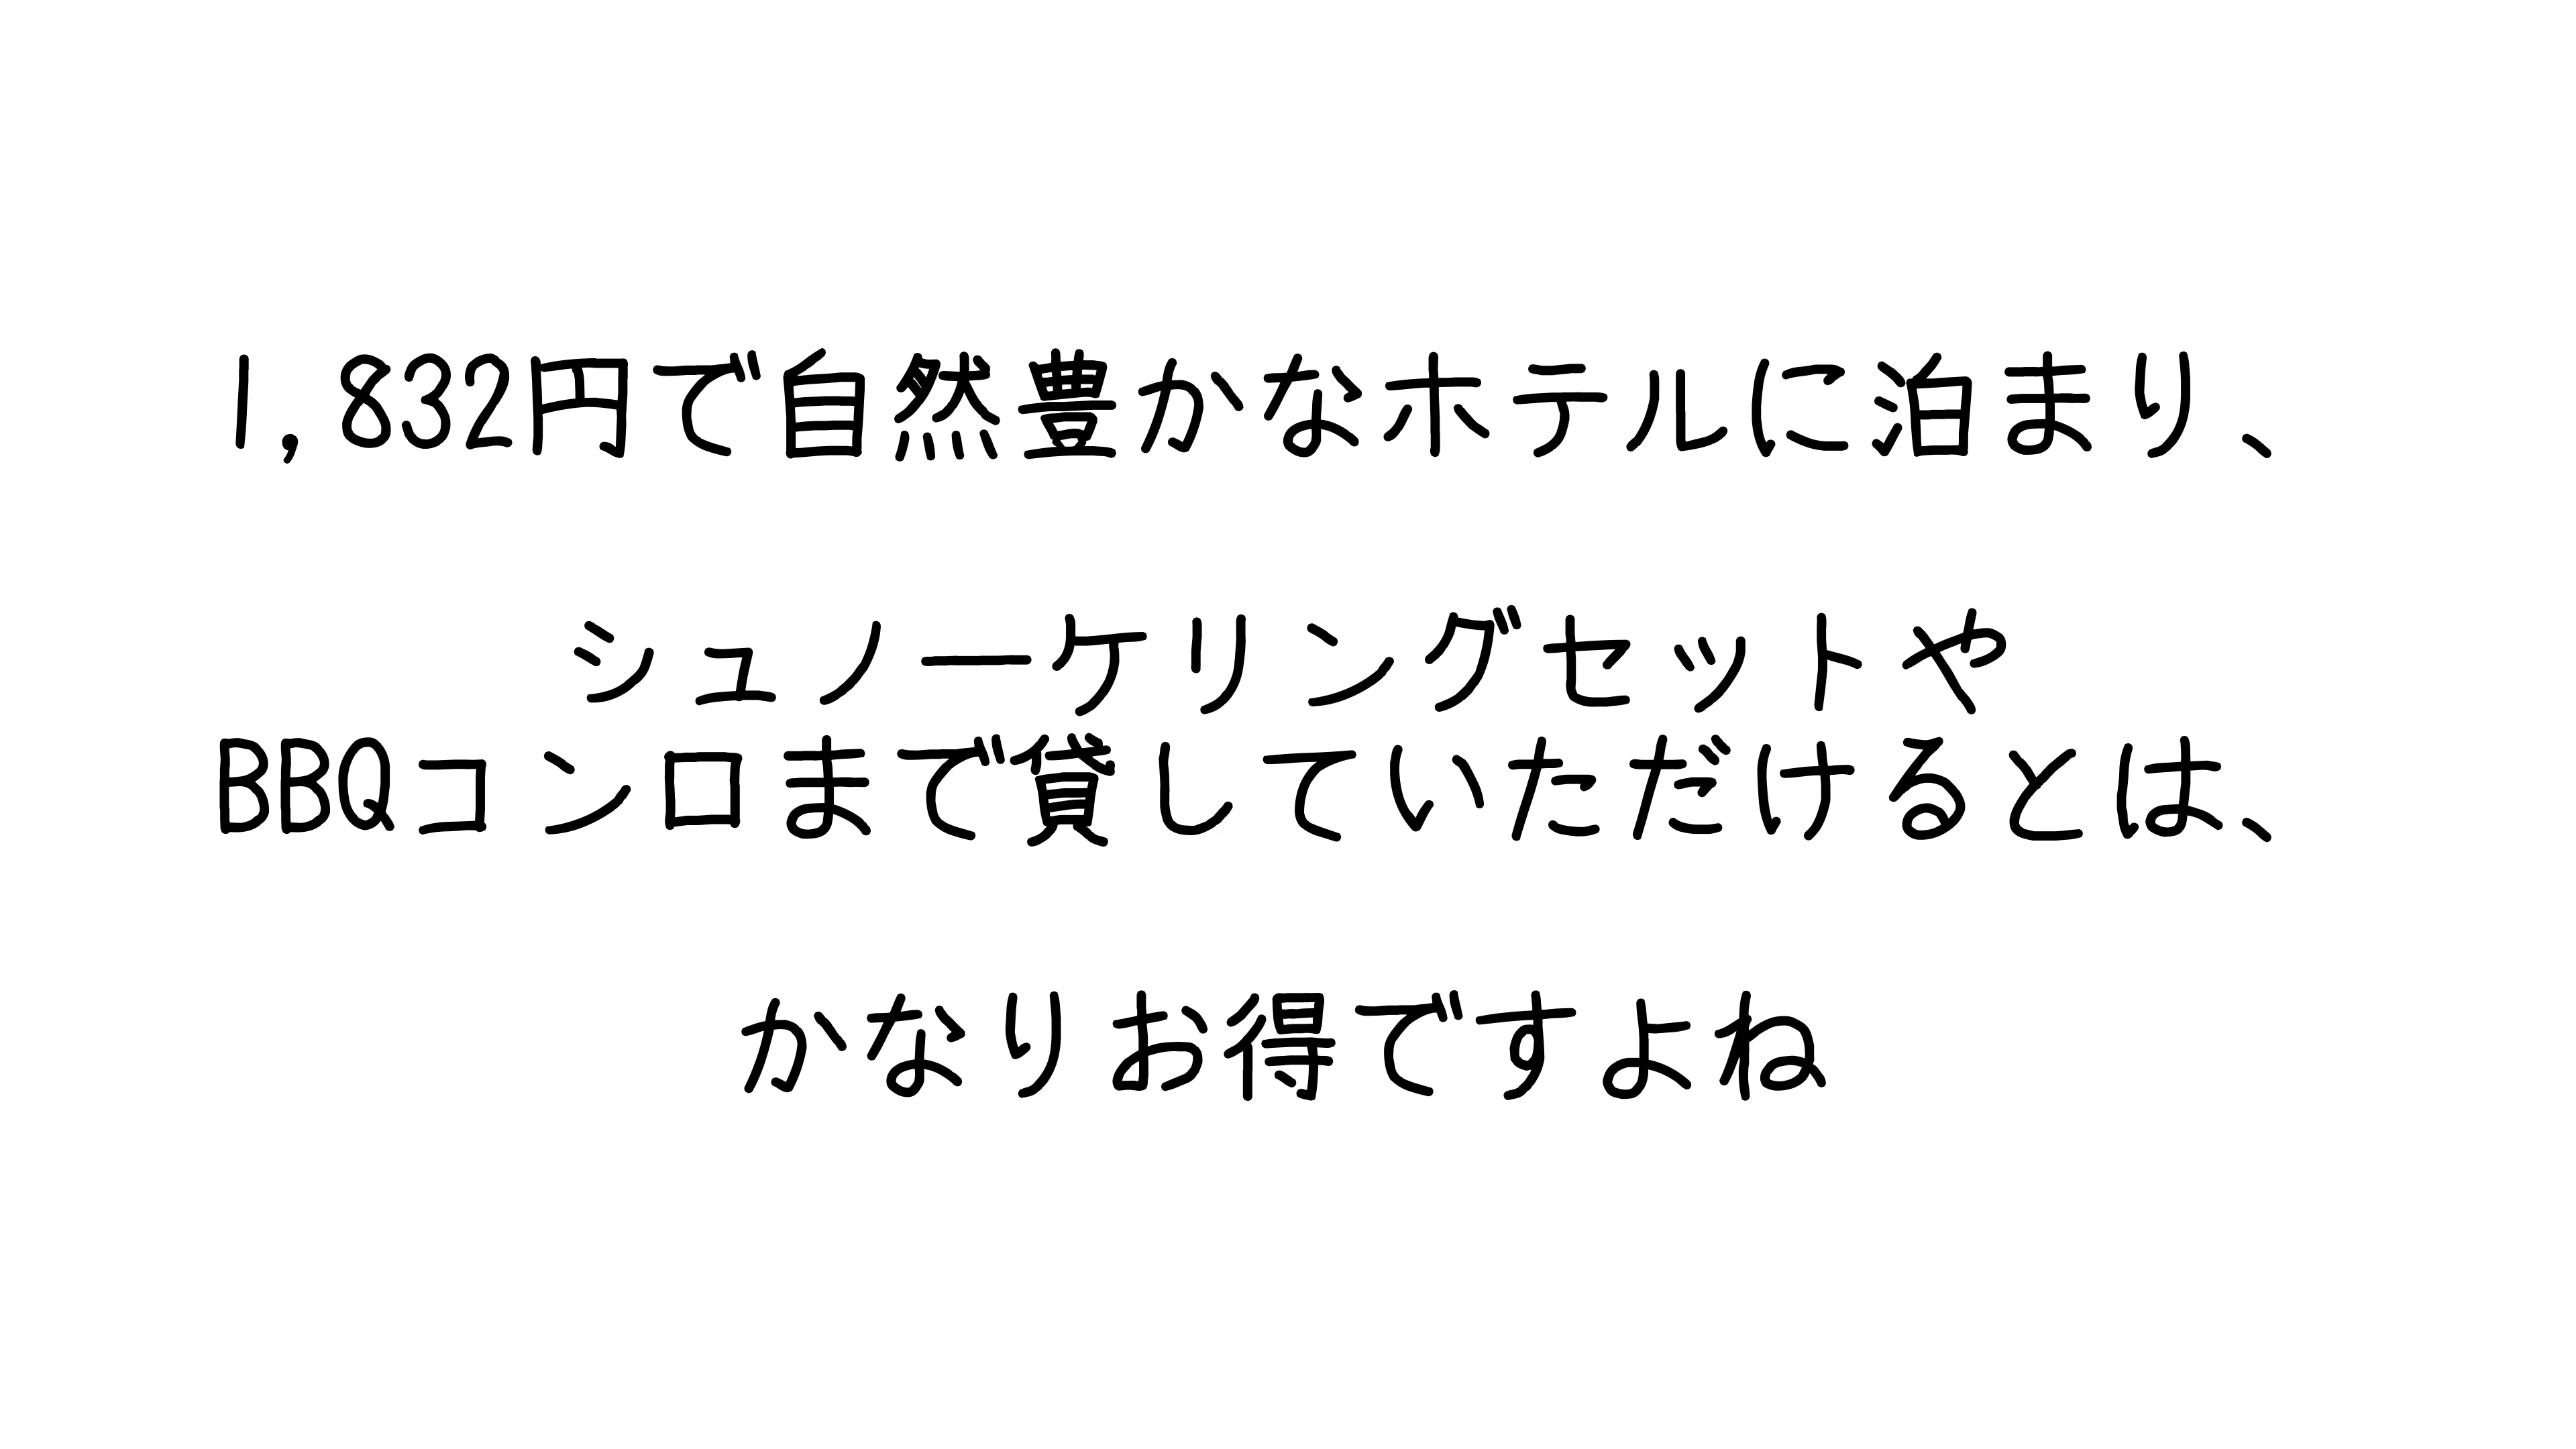 1,832円で自然豊かなホテルに泊まり、
シュノーケリングセットや
BBQコンロまで貸していただけるとは、
かなりお得ですよね